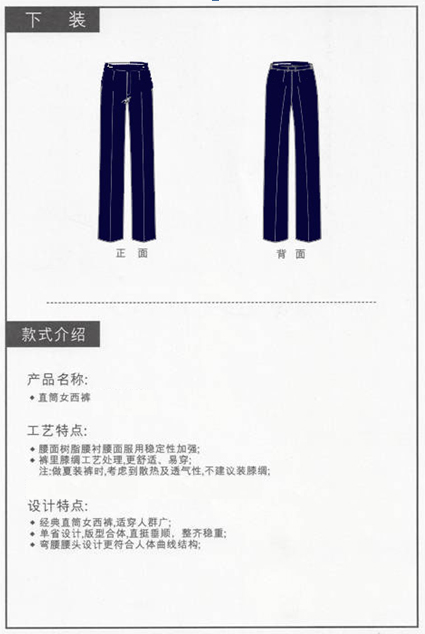 下 装
正 面
背 面
款式介绍
产品名称:
◆ 直筒女西裤
工艺特点:
◆ 腰面树脂腰衬腰面服用稳定性加强;
◆ 裤里膝绸工艺处理,更舒适、易穿;
注:做夏装裤时,考虑到散热及透气性,不建议装膝绸;
设计特点:
◆ 经典直筒女西裤,适穿人群广;
◆ 单省设计,版型合体,直挺垂顺，整齐稳重;
◆ 弯腰腰头设计更符合人体曲线结构;